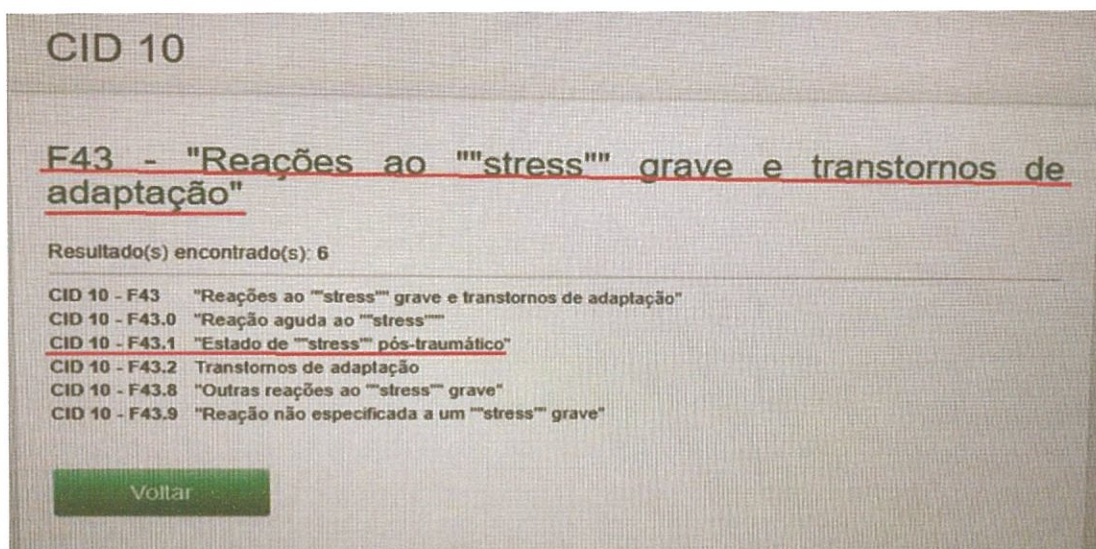 CID 10
F43 - "Reações ao ""stress"" grave e transtornos de
adaptação"
Resultado(s) encontrado(s): 6
CID 10 - F43 "Reações ao ""stress"" grave e transtornos de adaptação"
CID 10 - F43.0 "Reação aguda ao ""stress"""
CID 10 - F43.1 "Estado de ""stress"" pós-traumático"
CID 10 - F43.2 Transtornos de adaptação
CID 10 - F43.8 "Outras reações ao ""stress"" grave"
CID 10 - F43.9 "Reação não especificada a um ""stress"" grave"
Voltar